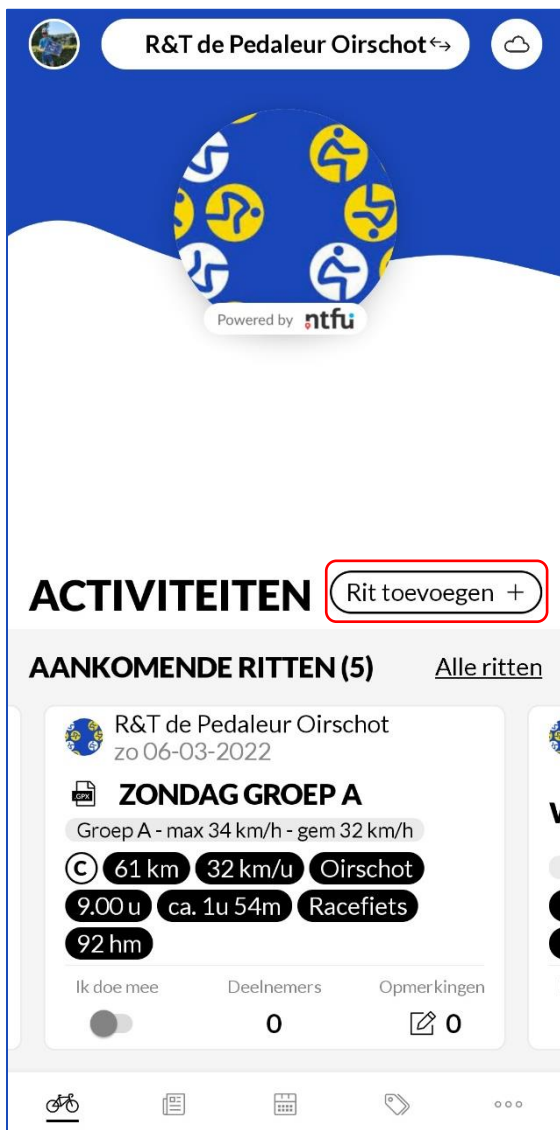 R&T de Pedaleur Oirschot
Powered by ntfu
ACTIVITEITEN
Rit toevoegen +
AANKOMENDE RITTEN (5)
Alle ritten
R&T de Pedaleur Oirschot
zo 06-03-2022
GPX
ZONDAG GROEP A
Groep A - max 34 km/h - gem 32 km/h
C 61 km 32 km/u Oirschot
9.00 u ca. 1u 54m Racefiets
92 hm
Ik doe mee Deelnemers Opmerkingen
0 0